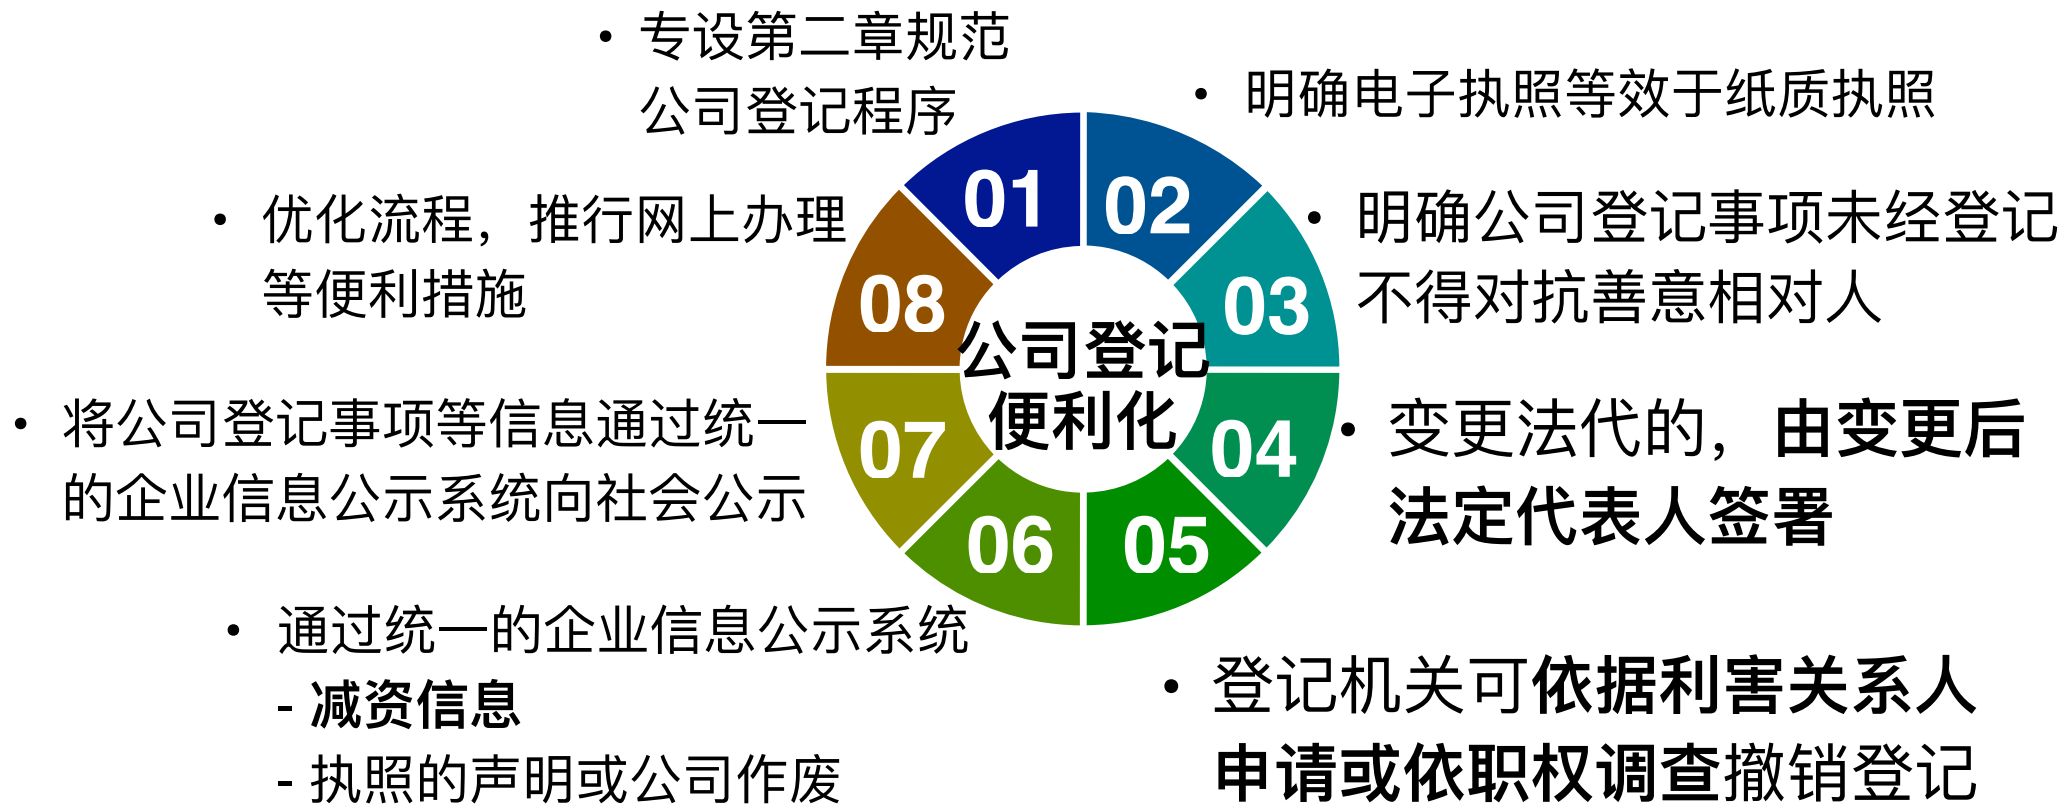 • 专设第二章规范
公司登记程序
01
• 明确电子执照等效于纸质执照
02
• 明确公司登记事项未经登记
不得对抗善意相对人
03
• 变更法代的，由变更后
法定代表人签署
04
• 登记机关可依据利害关系人
申请或依职权调查撤销登记
05
• 通过统一的企业信息公示系统
- 减资信息
- 执照的声明或公司作废
06
• 将公司登记事项等信息通过统一
的企业信息公示系统向社会公示
07
• 优化流程，推行网上办理
等便利措施
08
公司登记
便利化